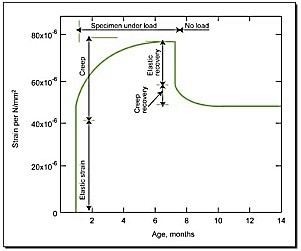 Specimen under load
No load
80x10-6
60x10-6
40x10-6
20x10-6
0
Strain per N/mm2
Creep
Elastic strain
Elastic recovery
Creep recovery
0 2 4 6 8 10 12 14
Age, months